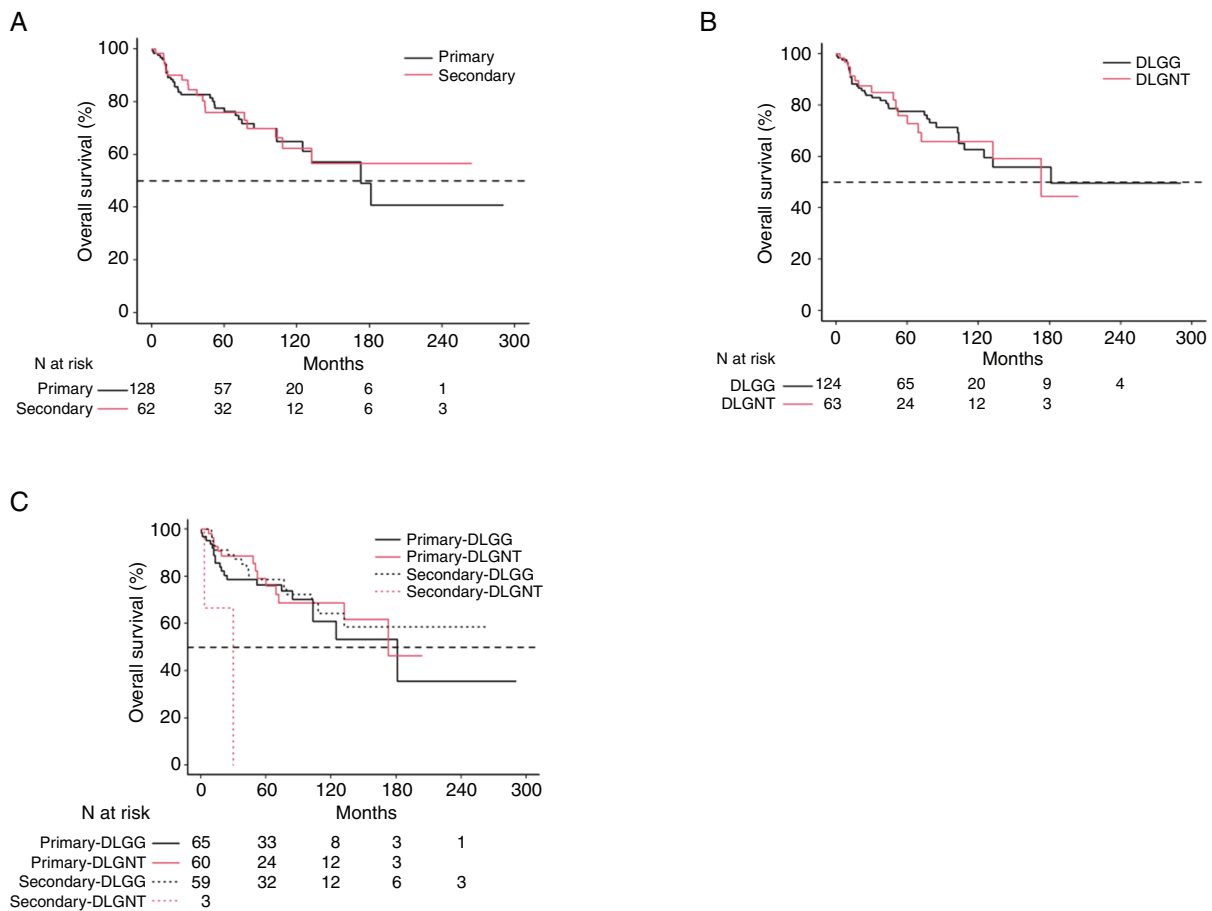 A
Overall survival (%)
100
80
60
40
20
0
Primary
Secondary
0 60 120 180 240 300
Months
N at risk
Primary 128 57 20 6 1
Secondary 62 32 12 6 3
B
Overall survival (%)
100
80
60
40
20
0
DLGG
DLGNT
0 60 120 180 240 300
Months
N at risk
DLGG 124 65 20 9 4
DLGNT 63 24 12 3
C
Overall survival (%)
100
80
60
40
20
0
Primary-DLGG
Primary-DLGNT
Secondary-DLGG
Secondary-DLGNT
0 60 120 180 240 300
N at risk Months
Primary-DLGG 65 33 8 3 1
Primary-DLGNT 60 24 12 3
Secondary-DLGG 59 32 12 6 3
Secondary-DLGNT 3